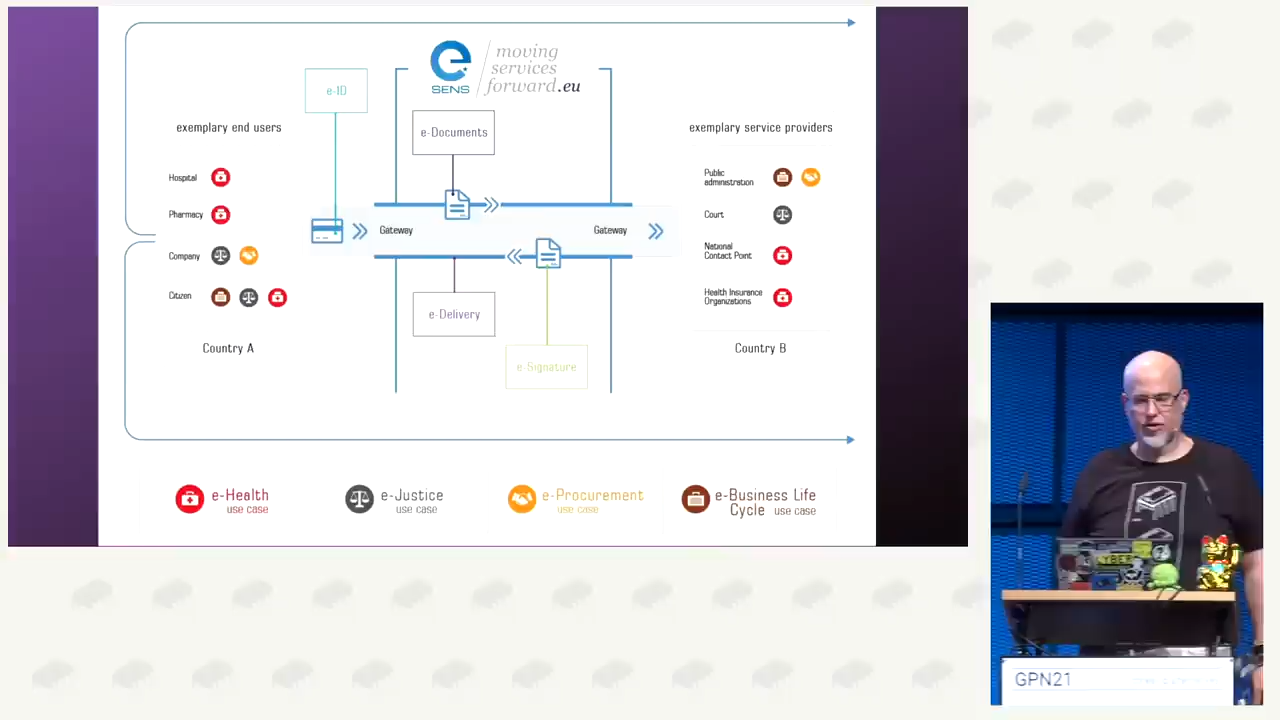 e
SENS
moving
services
forward.eu
e-ID
e-Documents
exemplary end users
exemplary service providers
Hospital
Pharmacy
Company
Citizen
Country A
Gateway
Gateway
e-Delivery
e-Signature
Public
administration
Court
National
Contact Point
Health Insurance
Organizations
Country B
e-Health
use case
e-Justice
use case
e-Procurement
use case
e-Business Life
Cycle use case
GPN21